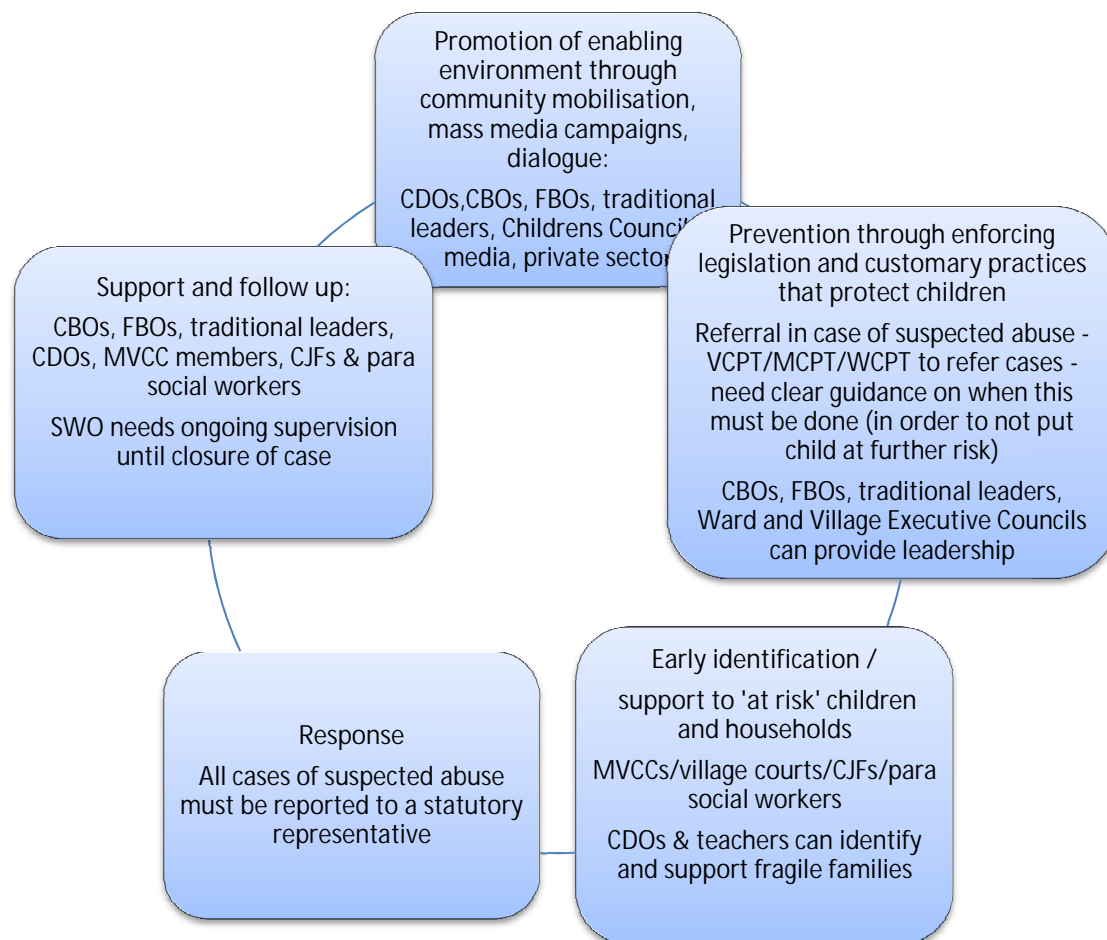 Promotion of enabling
environment through
community mobilisation,
mass media campaigns,
dialogue:
CDOs,CBOs, FBOs, traditional
leaders, Childrens Council
media, private sector
Prevention through enforcing
legislation and customary practices
that protect children
Referral in case of suspected abuse -
VCPT/MCPT/WCPT to refer cases -
need clear guidance on when this
must be done (in order to not put
child at further risk)
CBOs, FBOs, traditional leaders,
Ward and Village Executive Councils
can provide leadership
Early identification /
support to 'at risk' children
and households
MVCCs/village courts/CJFs/para
social workers
CDOs & teachers can identify
and support fragile families
Response
All cases of suspected abuse
must be reported to a statutory
representative
Support and follow up:
CBOs, FBOs, traditional leaders,
CDOs, MVCC members, CJFs & para
social workers
SWO needs ongoing supervision
until closure of case